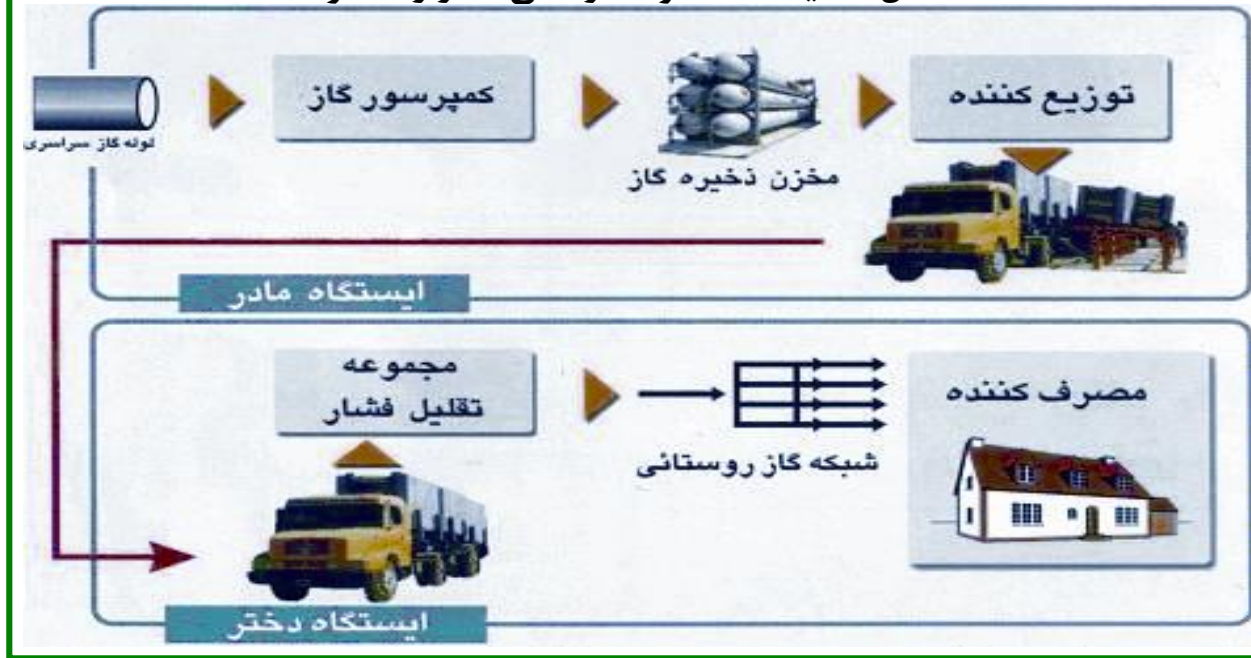 لوله گاز سراسری
کمپرسور گاز
مخزن ذخیره گاز
توزیع کننده
ایستگاه مادر
مجموعه
تقلیل فشار
شبکه گاز روستائی
مصرف کننده
ایستگاه دختر